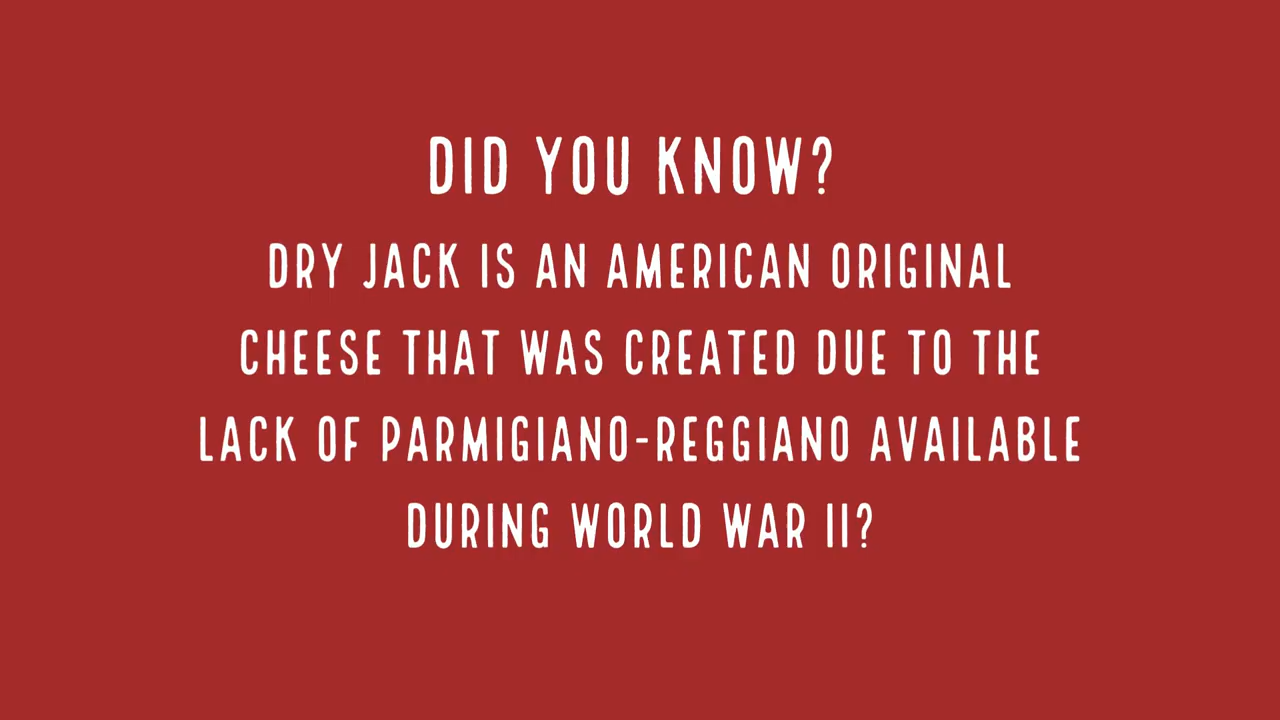 DID YOU KNOW?
DRY JACK IS AN AMERICAN ORIGINAL
CHEESE THAT WAS CREATED DUE TO THE
LACK OF PARMIGIANO-REGGIANO AVAILABLE
DURING WORLD WAR II?